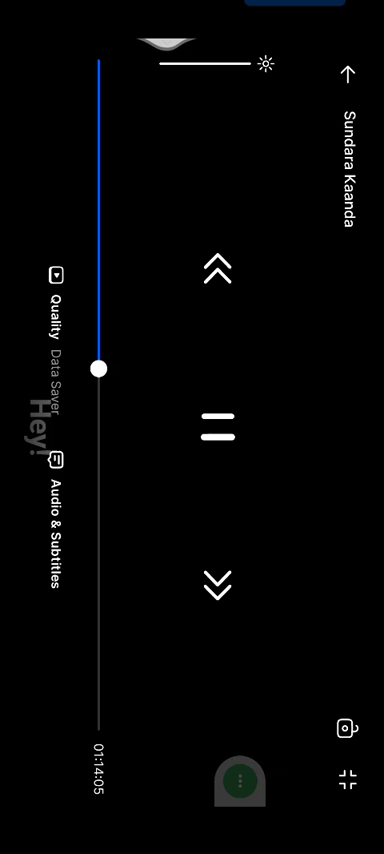 Sundara Kaanda
01:14:05
Quality Data Saver
Audio & Subtitles
Hey!